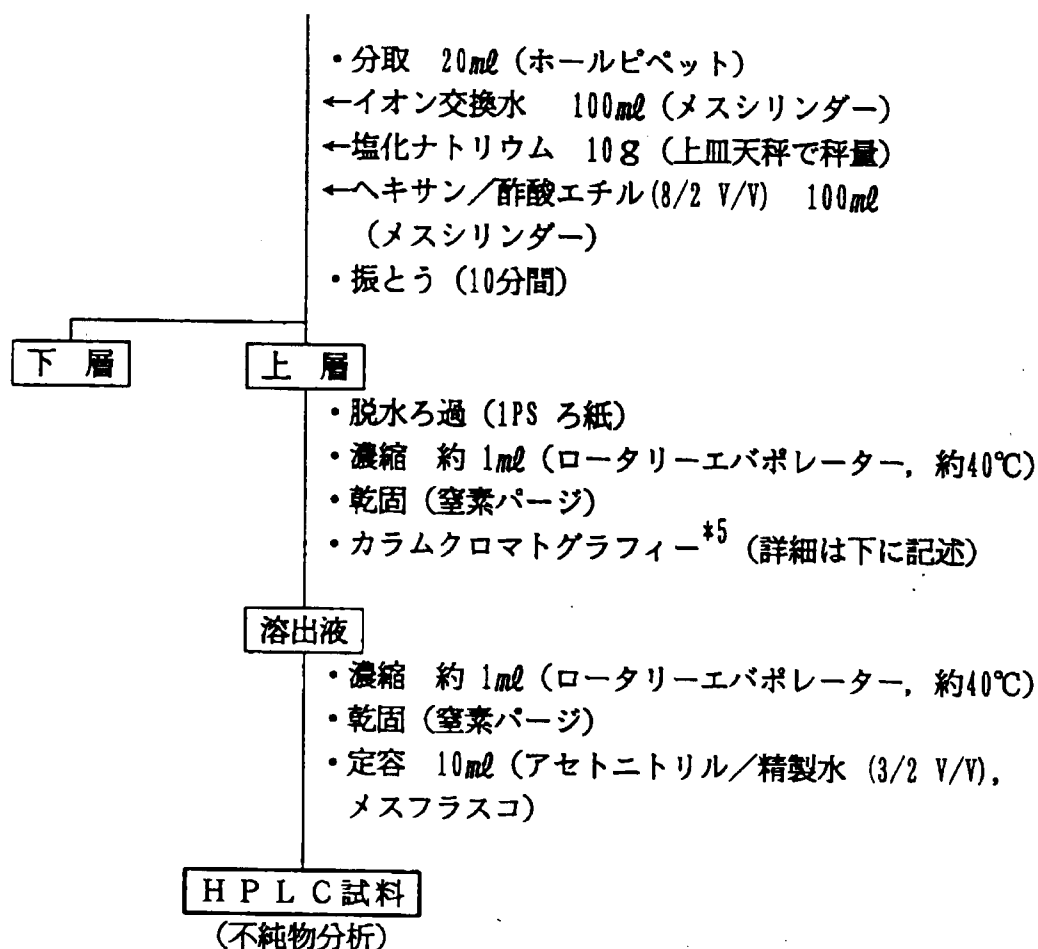 ・分取 20mℓ(ホールピペット)
←イオン交換水 100mℓ(メスシリンダー)
←塩化ナトリウム 10g(上皿天秤で秤量)
←ヘキサン/酢酸エチル(8/2 V/V) 100mℓ
(メスシリンダー)
・振とう(10分間)
下 層
上 層
・脱水ろ過(1PS ろ紙)
・濃縮 約 1mℓ(ロータリーエバポレーター, 約40℃)
・乾固(窒素パージ)
・カラムクロマトグラフィー*5(詳細は下に記述)
溶出液
・濃縮 約 1mℓ(ロータリーエバポレーター, 約40℃)
・乾固(窒素パージ)
・定容 10mℓ(アセトニトリル/精製水 (3/2 V/V),
メスフラスコ)
HPLC試料
(不純物分析)